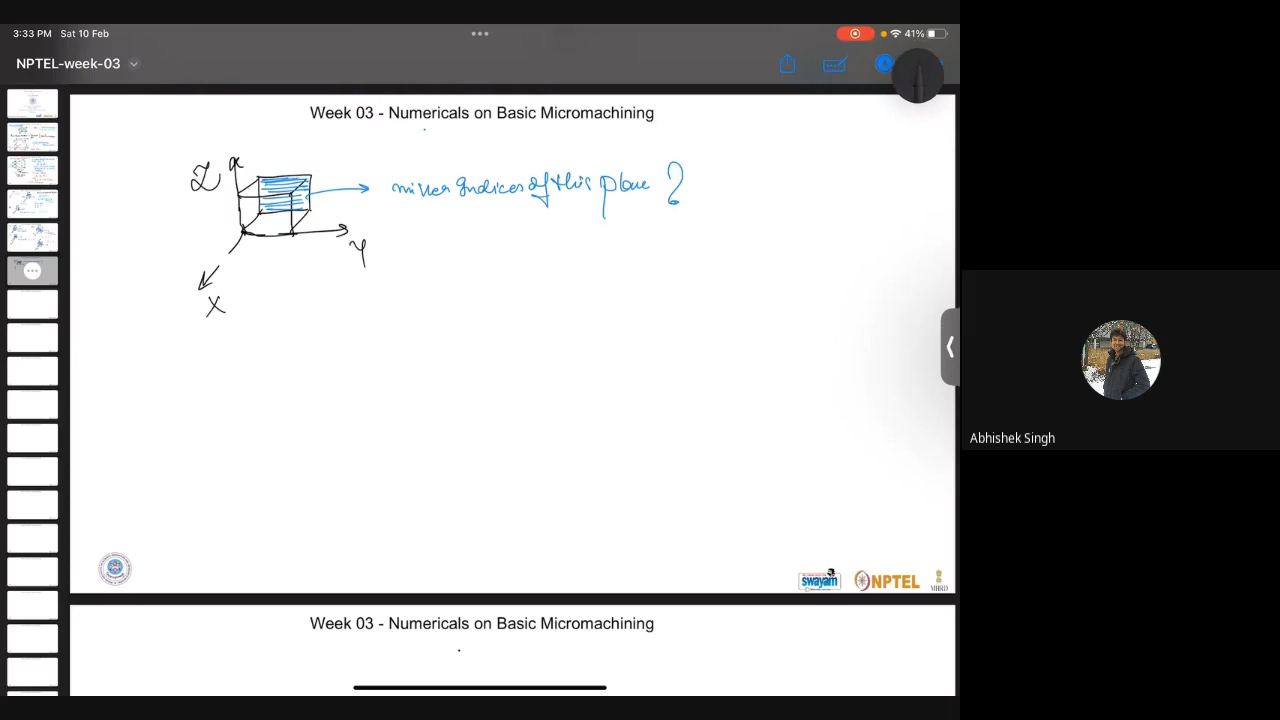 3:33 PM Sat 10 Feb
41%
NPTEL-week-03
Week 03 - Numericals on Basic Micromachining
Z
miller Indices of this plane ?
Y
X
swayam
NPTEL
MHRD
Week 03 - Numericals on Basic Micromachining
Abhishek Singh